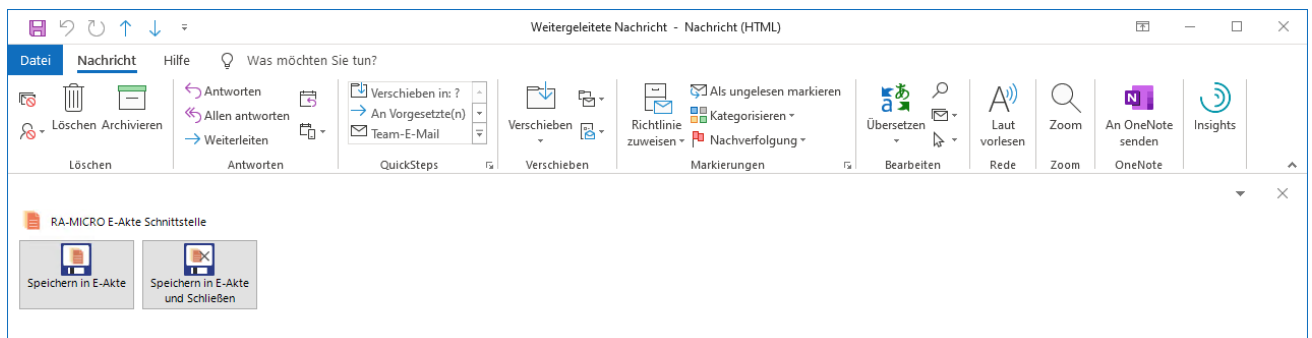 Weitergeleitete Nachricht - Nachricht (HTML)
Datei Nachricht Hilfe Was möchten Sie tun?
Löschen Archivieren
Löschen
Antworten
Allen antworten
Weiterleiten
Antworten
Verschieben in: ?
An Vorgesetzte(n)
Team-E-Mail
QuickSteps
Verschieben
Verschieben
Richtlinie
zuweisen
Als ungelesen markieren
Kategorisieren
Nachverfolgung
Markierungen
Übersetzen
Bearbeiten
Laut
vorlesen
Rede
Zoom
Zoom
An OneNote
senden
OneNote
Insights
RA-MICRO E-Akte Schnittstelle
Speichern in E-Akte
Speichern in E-Akte
und Schließen